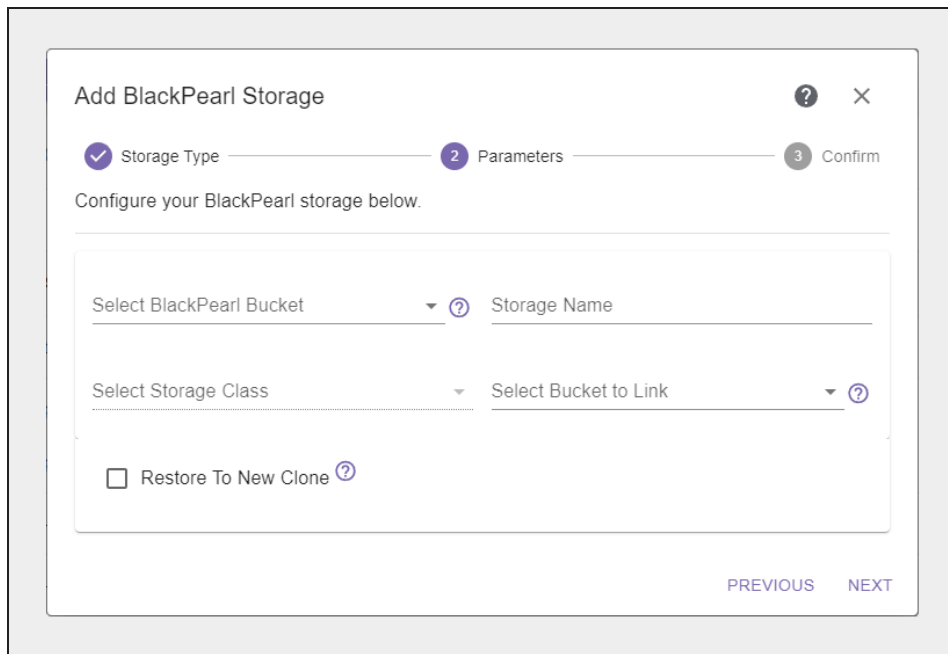 Add BlackPearl Storage
Storage Type
2 Parameters
3 Confirm
Configure your BlackPearl storage below.
Select BlackPearl Bucket
Storage Name
Select Storage Class
Select Bucket to Link
Restore To New Clone
PREVIOUS NEXT